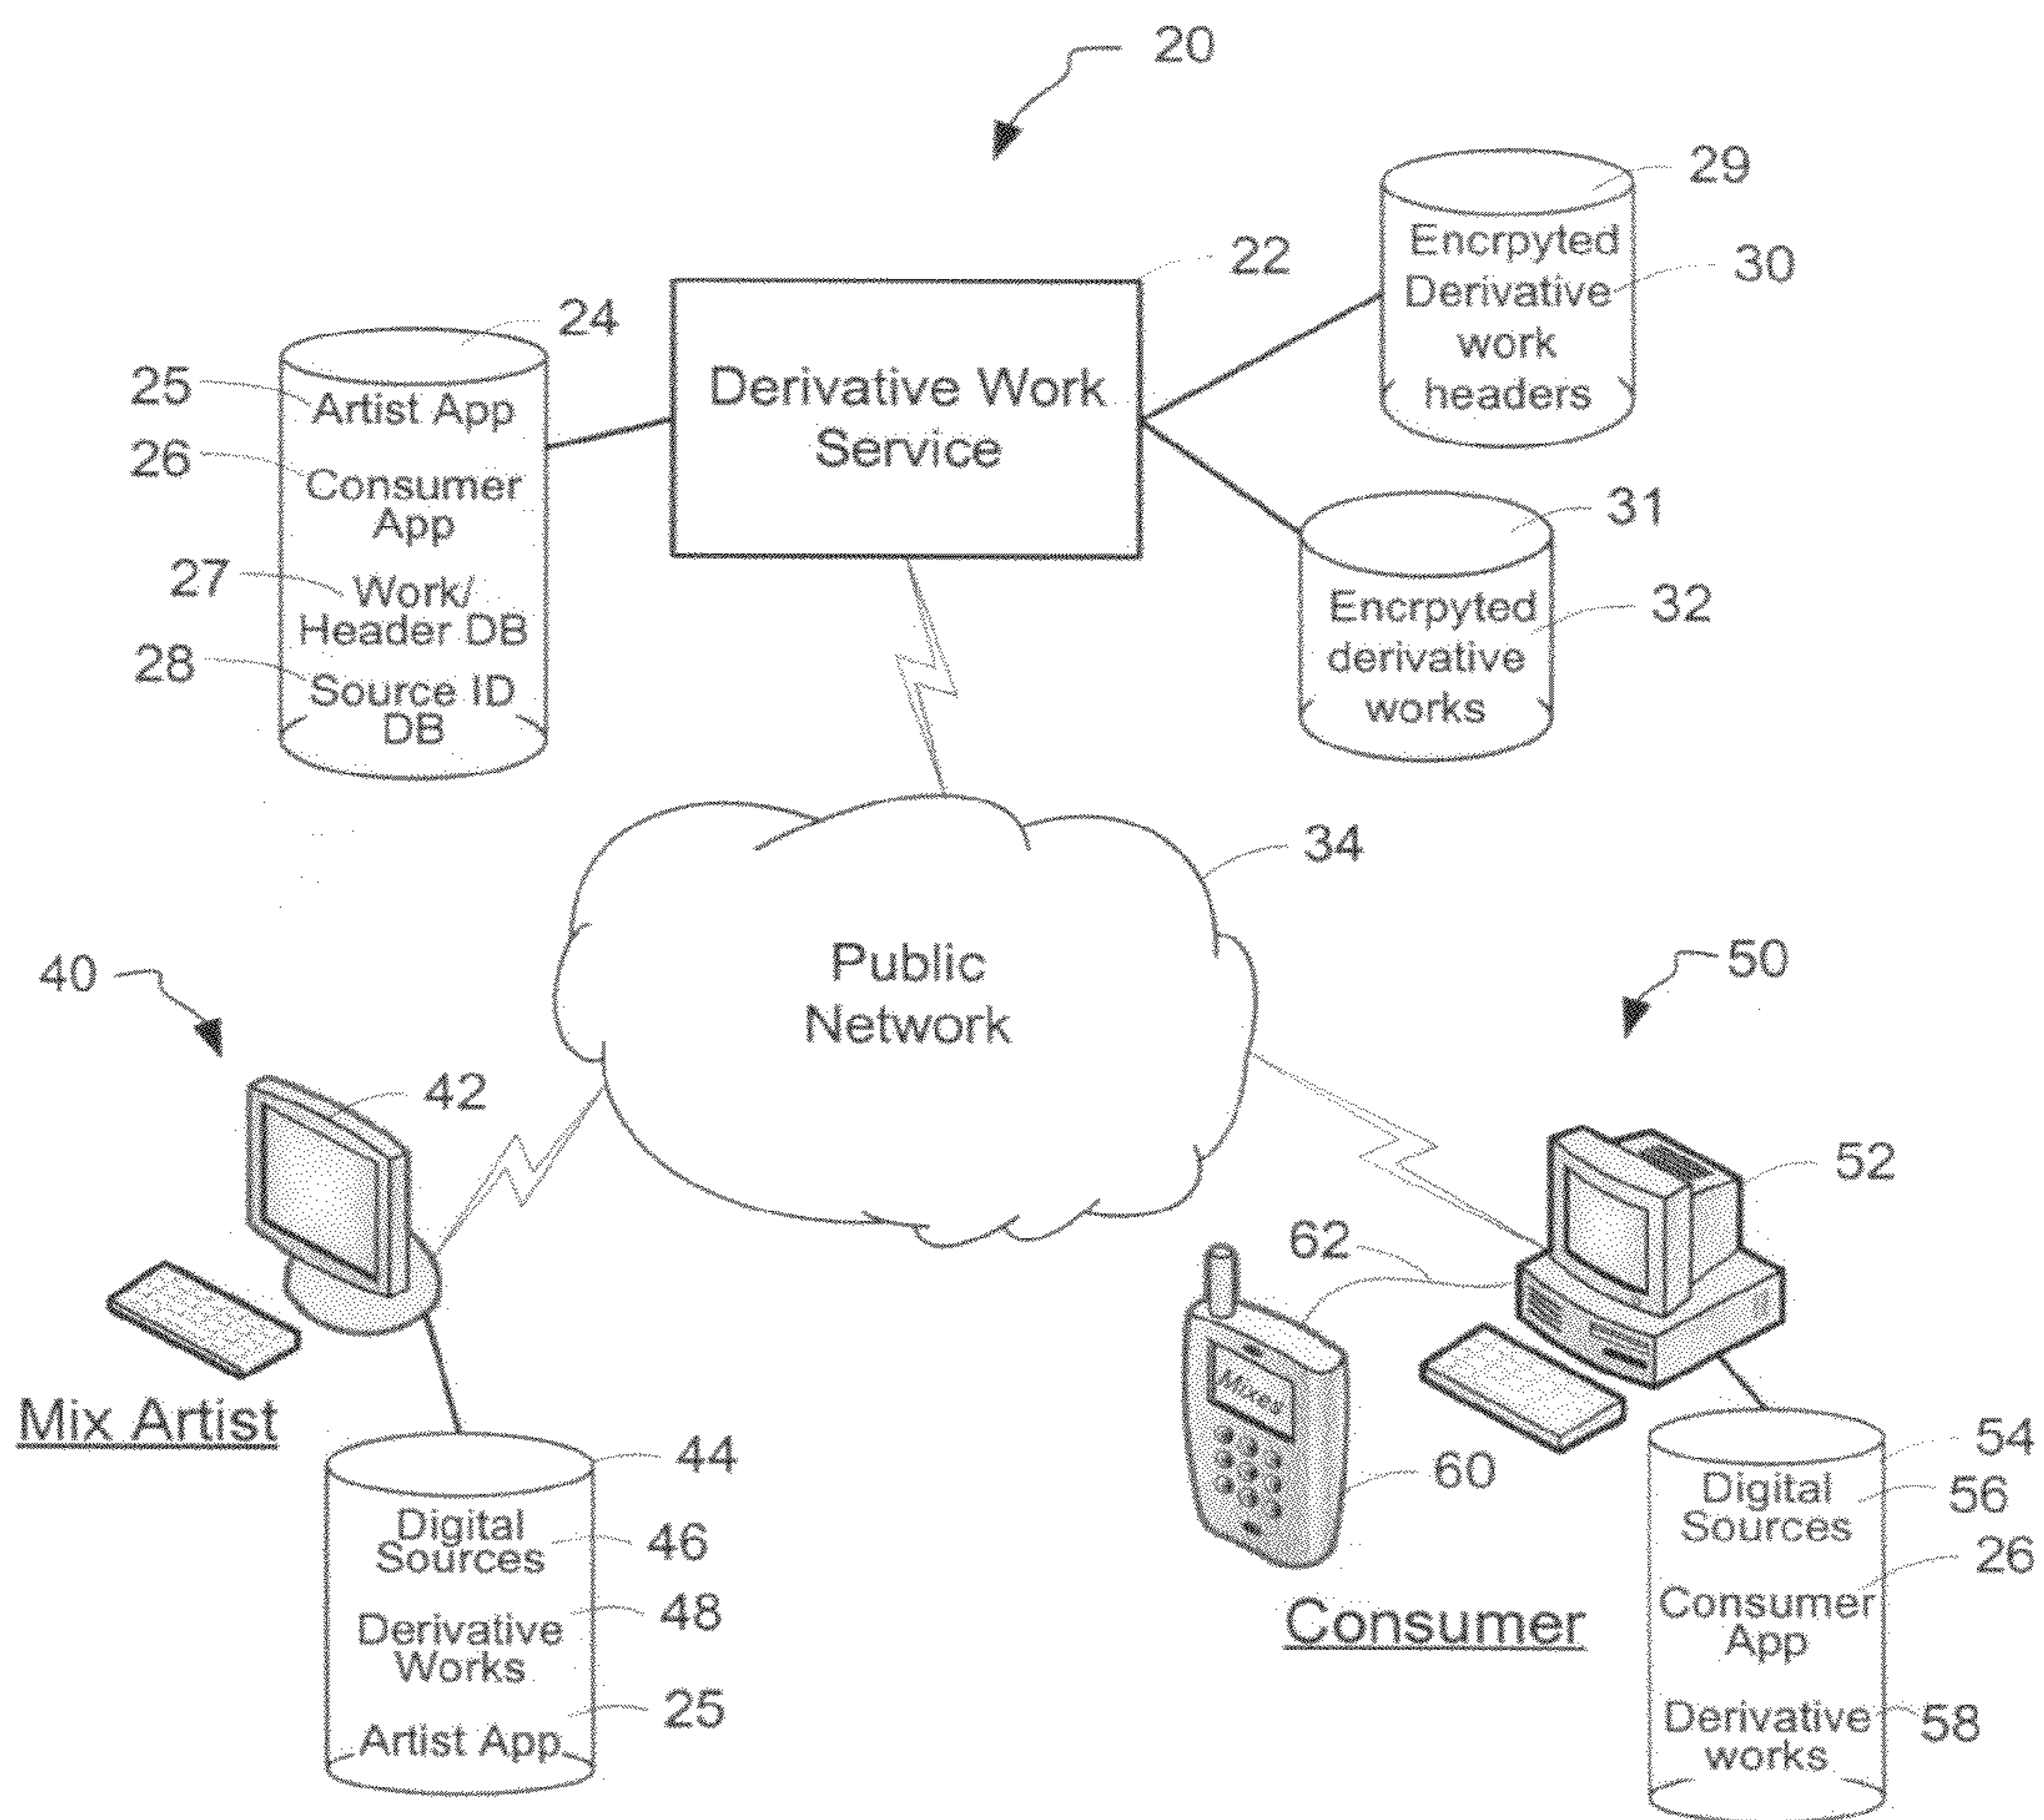 20
29
Encrpyted
Derivative
work
headers
30
22
Derivative Work
Service
24
25
Artist App
26
Consumer
App
27
Work/
Header DB
28
Source ID
DB
31
Encrpyted
derivative
works
32
34
Public
Network
40
42
Mix Artist
44
Digital
Sources
46
Derivative
Works
48
Artist App
25
50
52
62
Mixes
60
Consumer
54
Digital
Sources
56
Consumer
App
26
Derivative
works
58